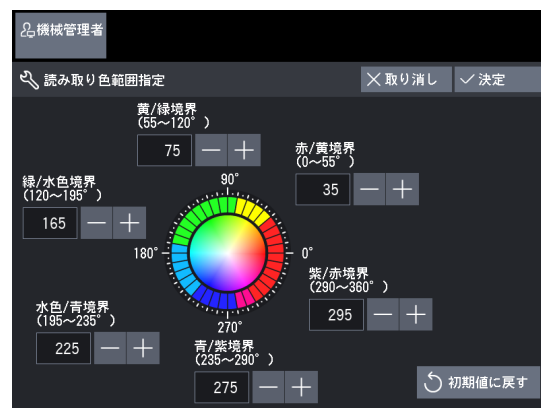 機械管理者
読み取り色範囲指定
取り消し
決定
黄/緑境界
(55～120°)
75
赤/黄境界
(0～55°)
35
緑/水色境界
(120～195°)
165
90°
180°
0°
270°
紫/赤境界
(290～360°)
295
水色/青境界
(195～235°)
225
青/紫境界
(235～290°)
275
初期値に戻す